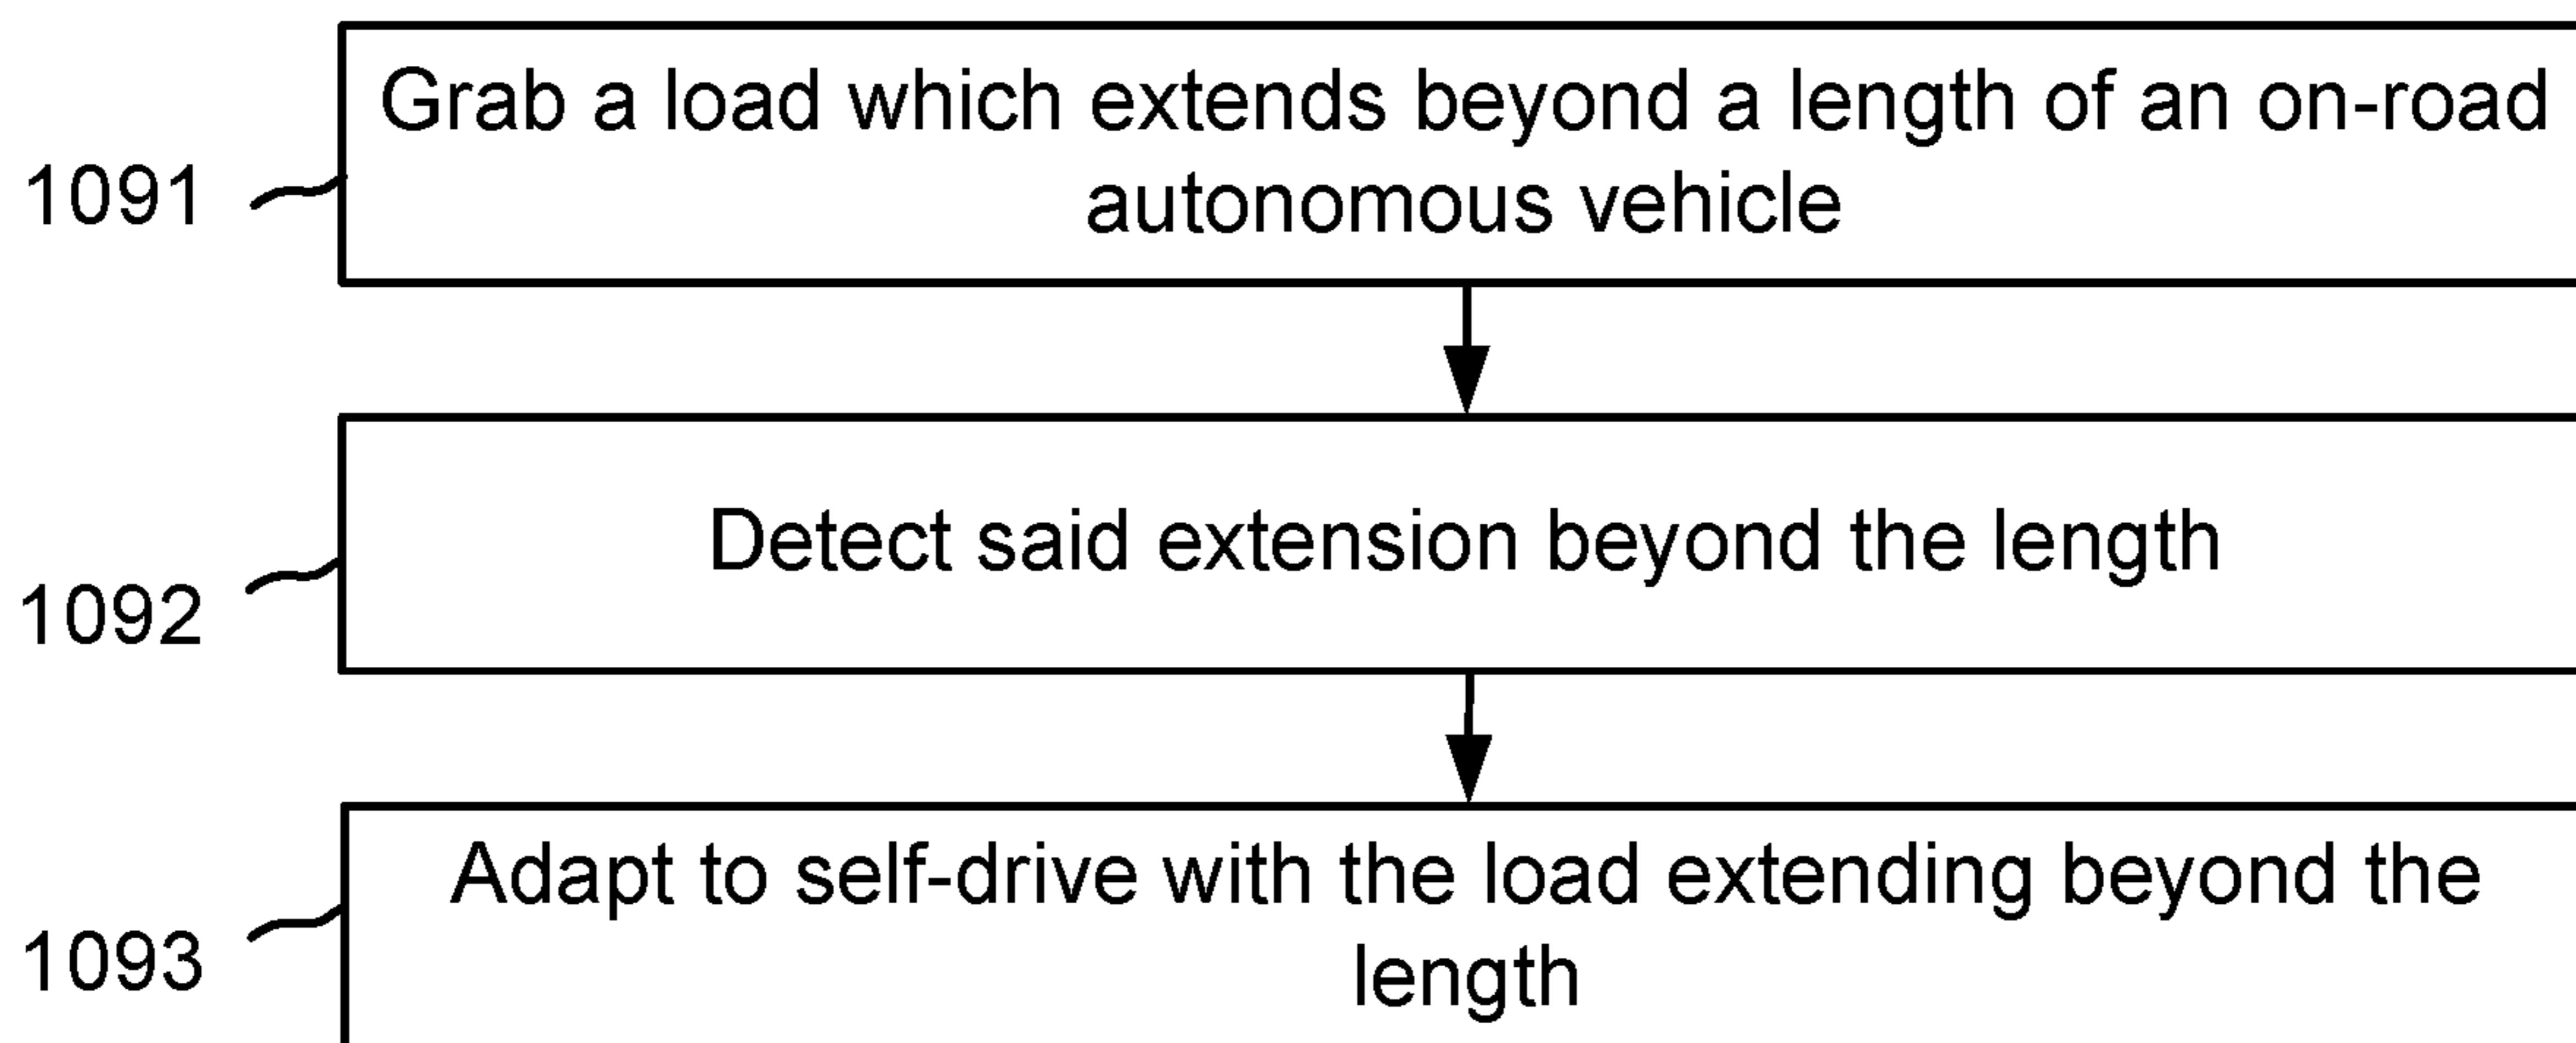 Grab a load which extends beyond a length of an on-road
1091
autonomous vehicle
Detect said extension beyond the length
1092
Adapt to self-drive with the load extending beyond the
1093
length